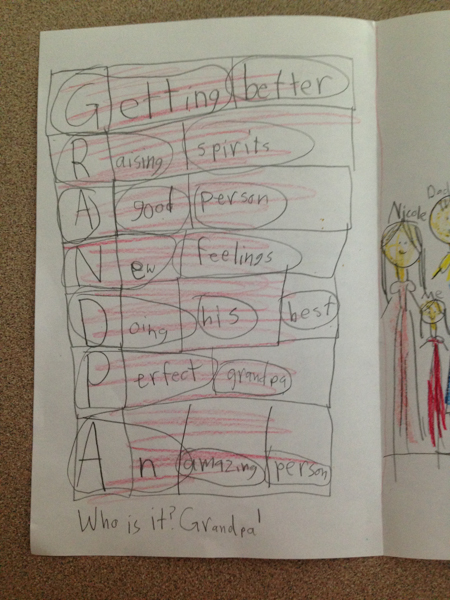 Getting better
Raising spirits
A good person
New feelings
Doing his best
Perfect grandpa
An amazing person
Who is it? Grandpa!
Nicole
Dad
Me